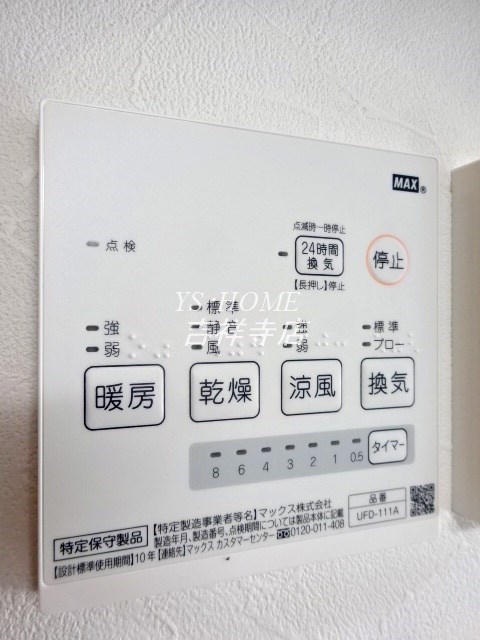 MAX®
点検
点滅時一時停止
24時間
換気
【長押し】停止
停止
YS HOME
吉祥寺店
強
弱
標準
静音
風
強
弱
標準
ブロー
暖房
乾燥
涼風
換気
8 6 4 3 2 1 0.5
タイマー
特定保守製品
【特定製造事業者等名】マックス株式会社
製造年月、製造番号、点検期間については製品本体に記載
【設計標準使用期間】10年【連絡先】マックス カスタマーセンター 0120-011-408
品番
UFD-111A